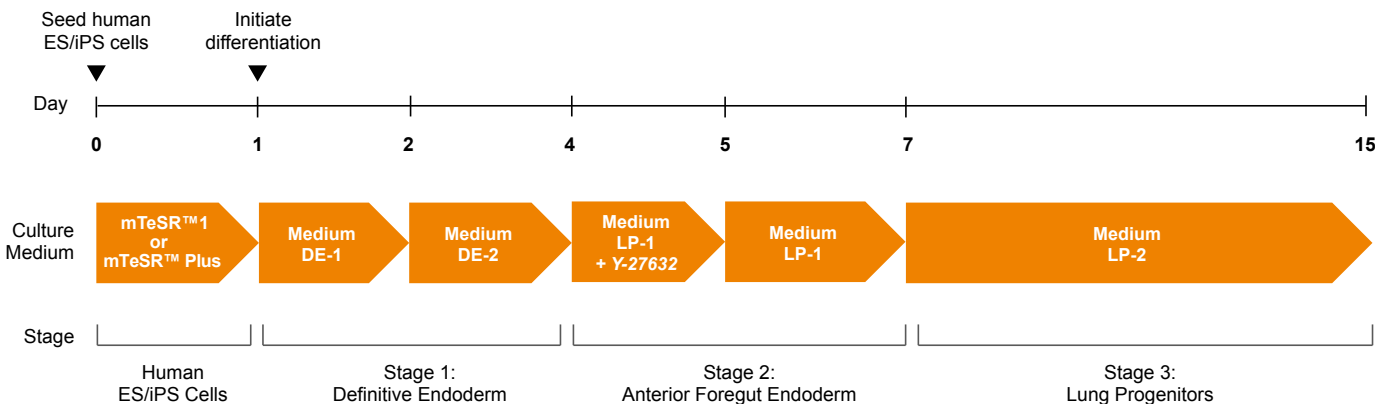 Seed human
ES/iPS cells
Initiate
differentiation
Day
0 1 2 4 5 7 15
Culture
Medium
mTeSR™1
or
mTeSR™ Plus
Medium
DE-1
Medium
DE-2
Medium
LP-1
+ Y-27632
Medium
LP-1
Medium
LP-2
Stage
Human
ES/iPS Cells
Stage 1:
Definitive Endoderm
Stage 2:
Anterior Foregut Endoderm
Stage 3:
Lung Progenitors